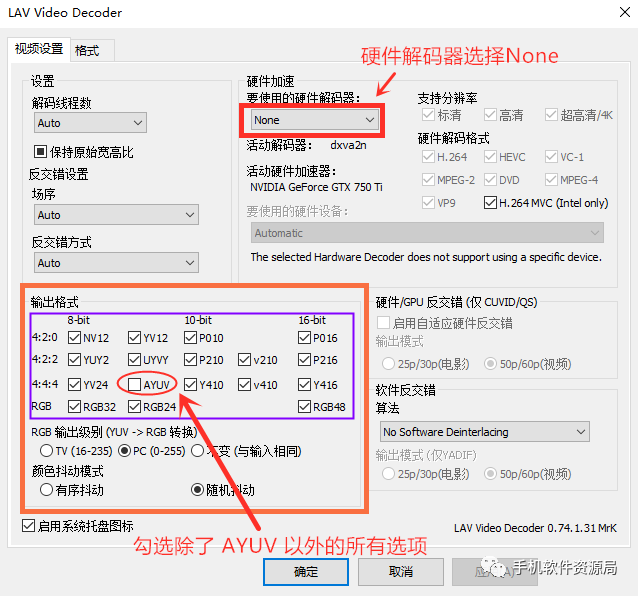 LAV Video Decoder
视频设置 格式
硬件解码器选择None
设置
解码线程数
Auto
保持原始宽高比
反交错设置
场序
Auto
反交错方式
Auto
硬件加速
要使用的硬件解码器:
None
活动解码器: dxva2n
活动硬件加速器:
NVIDIA GeForce GTX 750 Ti
要使用的硬件设备:
Automatic
The selected Hardware Decoder does not support using a specific device.
支持分辨率
标清 高清 超高清/4K
硬件解码格式
H.264 HEVC VC-1
MPEG-2 DVD MPEG-4
VP9 H.264 MVC (Intel only)
输出格式
8-bit 10-bit 16-bit
4:2:0 NV12 YV12 P010 P016
4:2:2 YUY2 UYVY P210 v210 P216
4:4:4 YV24 AYUV Y410 v410 Y416
RGB RGB32 RGB24 RGB48
RGB 输出级别 (YUV -> RGB 转换)
TV (16-235) PC (0-255) 不变 (与输入相同)
颜色抖动模式
有序抖动 随机抖动
硬件/GPU 反交错 (仅 CUVID/QS)
启用自适应硬件反交错
输出模式
25p/30p(电影) 50p/60p(视频)
软件反交错
算法
No Software Deinterlacing
输出模式 (仅YADIF)
25p/30p(电影) 50p/60p(视频)
启用系统托盘图标
LAV Video Decoder 0.74.1.31 MrK
勾选除了 AYUV 以外的所有选项
确定 取消
手机软件资源局